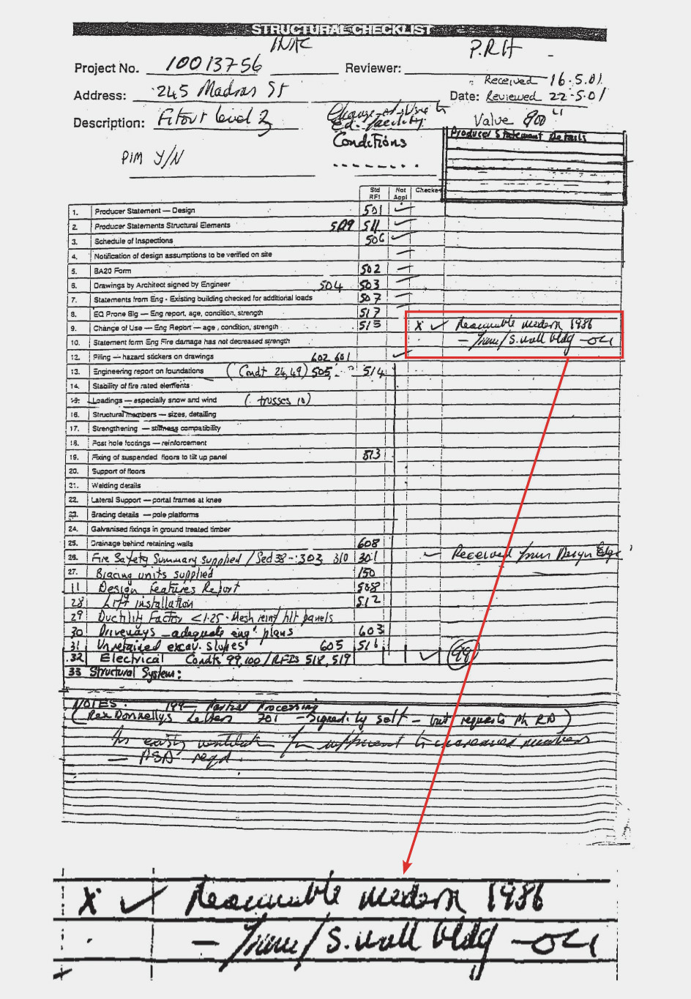 STRUCTURAL CHECKLIST
P.R.H
Project No. 10013756 Reviewer:
Received 16.5.01
Address: 245 Madras St Date: Reviewed 22-5-01
Description: Fitout level 3 Change of Use to Value 900
Ed. facility
Conditions
Producer Statement Details
PIM Y/N
Std RFI Not Appl Checked
1. Producer Statement — Design 501
2. Producer Statements Structural Elements 509 511
3. Schedule of Inspections 506
4. Notification of design assumptions to be verified on site
5. BA20 Form 502
6. Drawings by Architect signed by Engineer 504 503
7. Statements from Eng - Existing building checked for additional loads 507
8. EQ Prone Blg — Eng report, age, condition, strength 517
9. Change of Use — Eng Report — age, condition, strength 515 X ✓ Reasonable modern 1986
10. Statement form Eng Fire damage has not decreased strength — frame/S.wall bldg —OK
12. Piling — hazard stickers on drawings 602 601
13. Engineering report on foundations (Condt 24,49) 505 514
14. Stability of fire rated elements
15. Loadings — especially snow and wind (trusses 10)
16. Structural members — sizes, detailing
17. Strengthening — stiffness compatibility
18. Post hole footings — reinforcement
19. Fixing of suspended floors to tilt up panel 513
20. Support of floors
21. Welding details
22. Lateral Support — portal frames at knee
23. Bracing details — pole platforms
24. Galvanised fixings in ground treated timber
25. Drainage behind retaining walls 608
26. Fire Safety Summary supplied / Sed 38 - 303 310 301 Received from Design Edge
27. Bracing units supplied 150
11 Design Features Report 508
28 Lift installation 512
29 Ductility Factor <1.25 - Mesh reinf tilt panels
30 Driveways — adequate eng plans 603
31 Unretained excav. slopes 605 516
32 Electrical Condts 99,100 / RFIs 518, 519 ✓ 99
33 Structural System:
NOTES: 199 — Partial Processing
(Rex Donnellys Letters 701 — Signed by self — but requests Ph RD)
Is existg ventilation sufficient to increased numbers
— ASA reqd.
X ✓ Reasonable modern 1986
— frame/S.wall bldg —OK